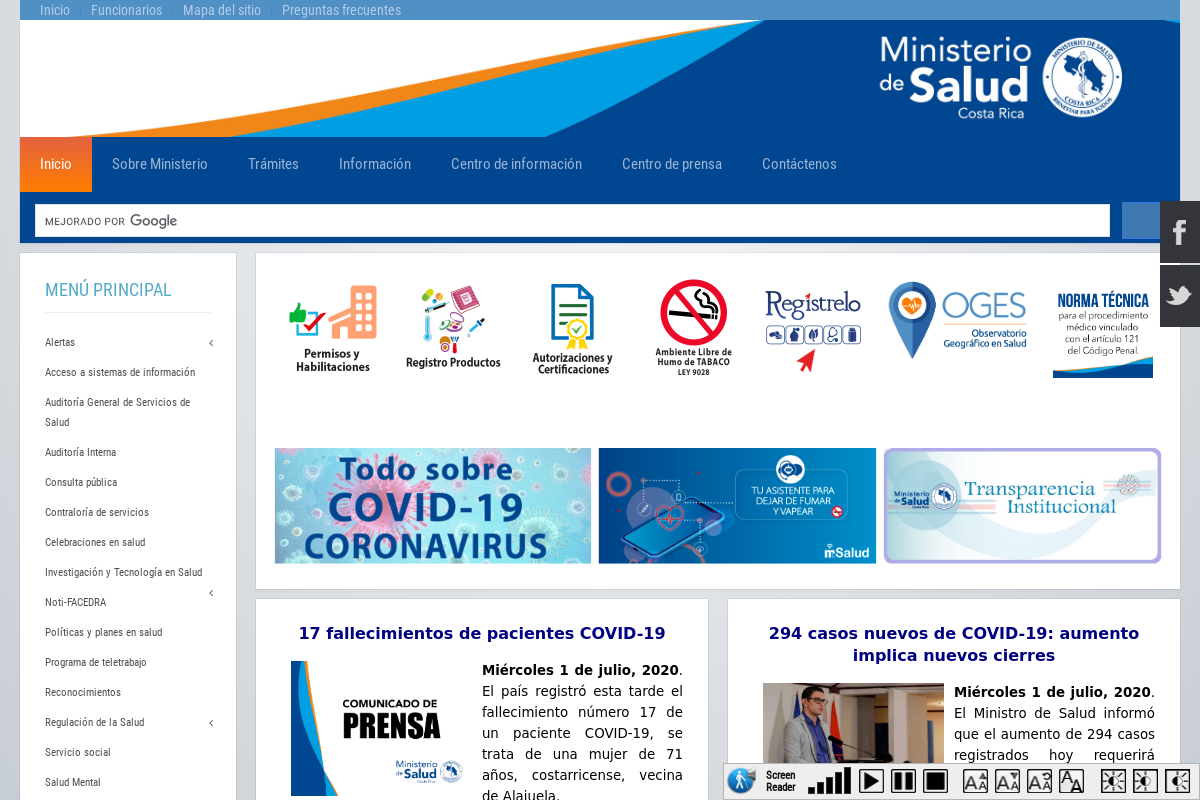 Inicio Funcionarios Mapa del sitio Preguntas frecuentes
Ministerio
de Salud
Costa Rica
MINISTERIO DE SALUD
COSTA RICA
BIENESTAR PARA TODOS
Inicio Sobre Ministerio Trámites Información Centro de información Centro de prensa Contáctenos
MEJORADO POR Google
MENÚ PRINCIPAL
Alertas
Acceso a sistemas de información
Auditoría General de Servicios de
Salud
Auditoría Interna
Consulta pública
Contraloría de servicios
Celebraciones en salud
Investigación y Tecnología en Salud
Noti-FACEDRA
Políticas y planes en salud
Programa de teletrabajo
Reconocimientos
Regulación de la Salud
Servicio social
Salud Mental
Permisos y
Habilitaciones
Registro Productos
Autorizaciones y
Certificaciones
Ambiente Libre de
Humo de TABACO
LEY 9028
Regístrelo
OGES
Observatorio
Geográfico en Salud
NORMA TÉCNICA
para el procedimiento
médico vinculado
con el artículo 121
del Código Penal.
Todo sobre
COVID-19
CORONAVIRUS
TU ASISTENTE PARA
DEJAR DE FUMAR
Y VAPEAR
mSalud
Ministerio
de Salud
Costa Rica
Transparencia
Institucional
17 fallecimientos de pacientes COVID-19
COMUNICADO DE
PRENSA
Ministerio
de Salud
Costa Rica
Miércoles 1 de julio, 2020.
El país registró esta tarde el
fallecimiento número 17 de
un paciente COVID-19, se
trata de una mujer de 71
años, costarricense, vecina
de Alajuela.
294 casos nuevos de COVID-19: aumento
implica nuevos cierres
Miércoles 1 de julio, 2020.
El Ministro de Salud informó
que el aumento de 294 casos
registrados hoy requerirá
Screen
Reader